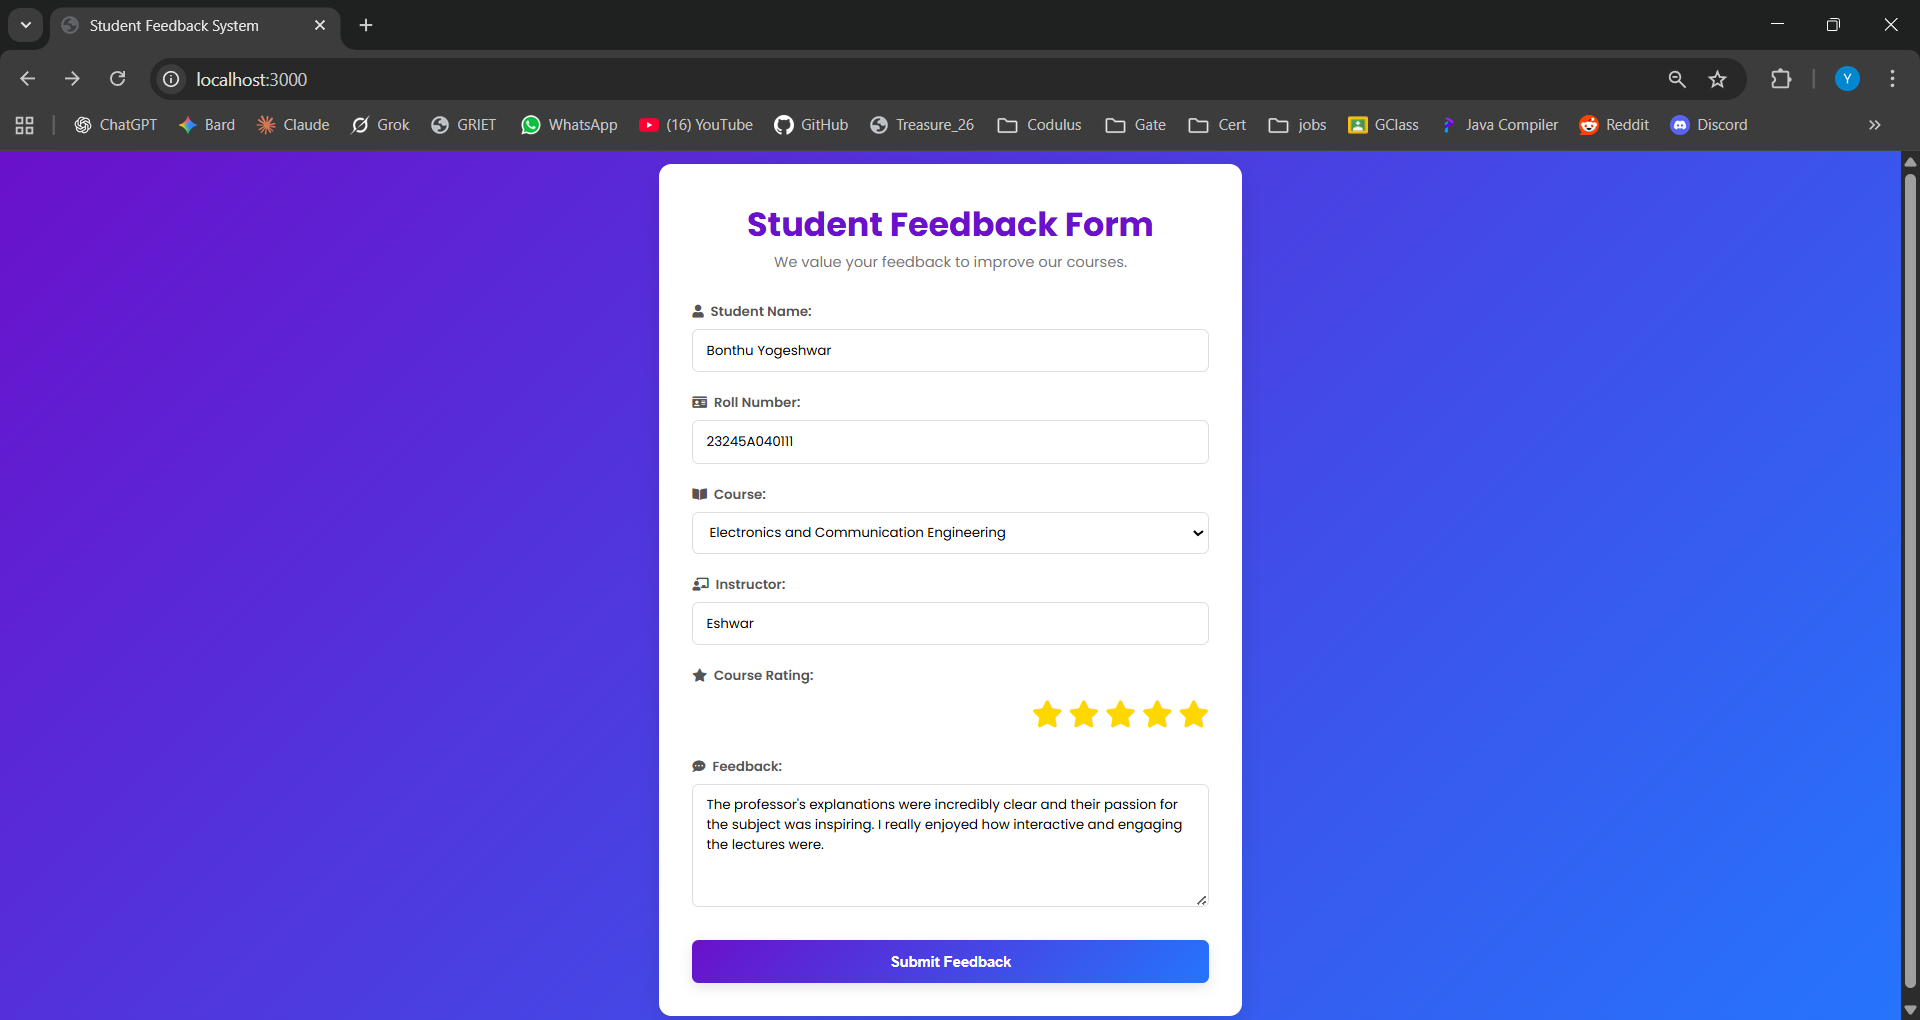 Student Feedback System
localhost:3000
Y
ChatGPT Bard Claude Grok GRIET WhatsApp (16) YouTube GitHub Treasure_26 Codulus Gate Cert jobs GClass Java Compiler Reddit Discord
Student Feedback Form
We value your feedback to improve our courses.
Student Name:
Bonthu Yogeshwar
Roll Number:
23245A040111
Course:
Electronics and Communication Engineering
Instructor:
Eshwar
Course Rating:
Feedback:
The professor's explanations were incredibly clear and their passion for
the subject was inspiring. I really enjoyed how interactive and engaging
the lectures were.
Submit Feedback